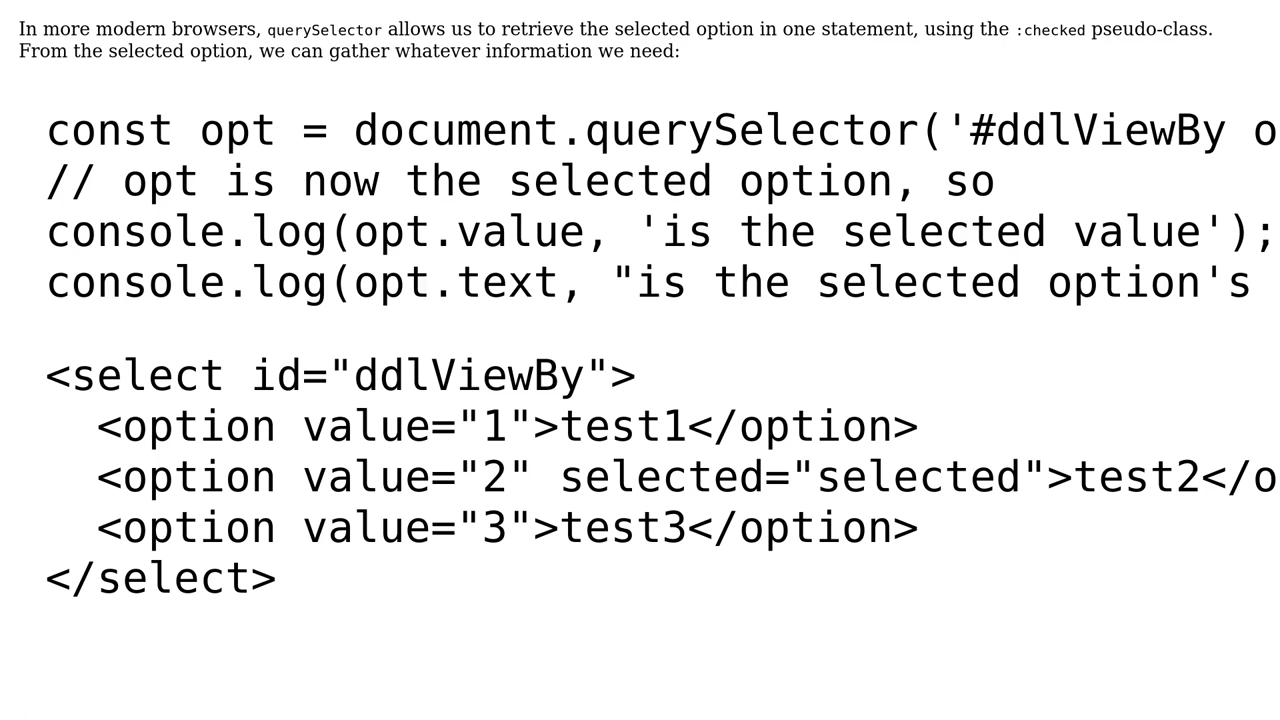 In more modern browsers, querySelector allows us to retrieve the selected option in one statement, using the :checked pseudo-class.
From the selected option, we can gather whatever information we need:
const opt = document.querySelector('#ddlViewBy o
// opt is now the selected option, so
console.log(opt.value, 'is the selected value');
console.log(opt.text, "is the selected option's
<select id="ddlViewBy">
  <option value="1">test1</option>
  <option value="2" selected="selected">test2</o
  <option value="3">test3</option>
</select>